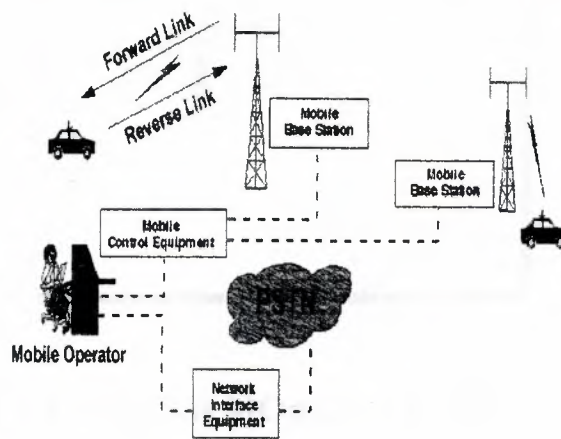 Forward Link
Reverse Link
Mobile
Base Station
Mobile
Base Station
Mobile
Control Equipment
PSTN
Mobile Operator
Network
Interface
Equipment